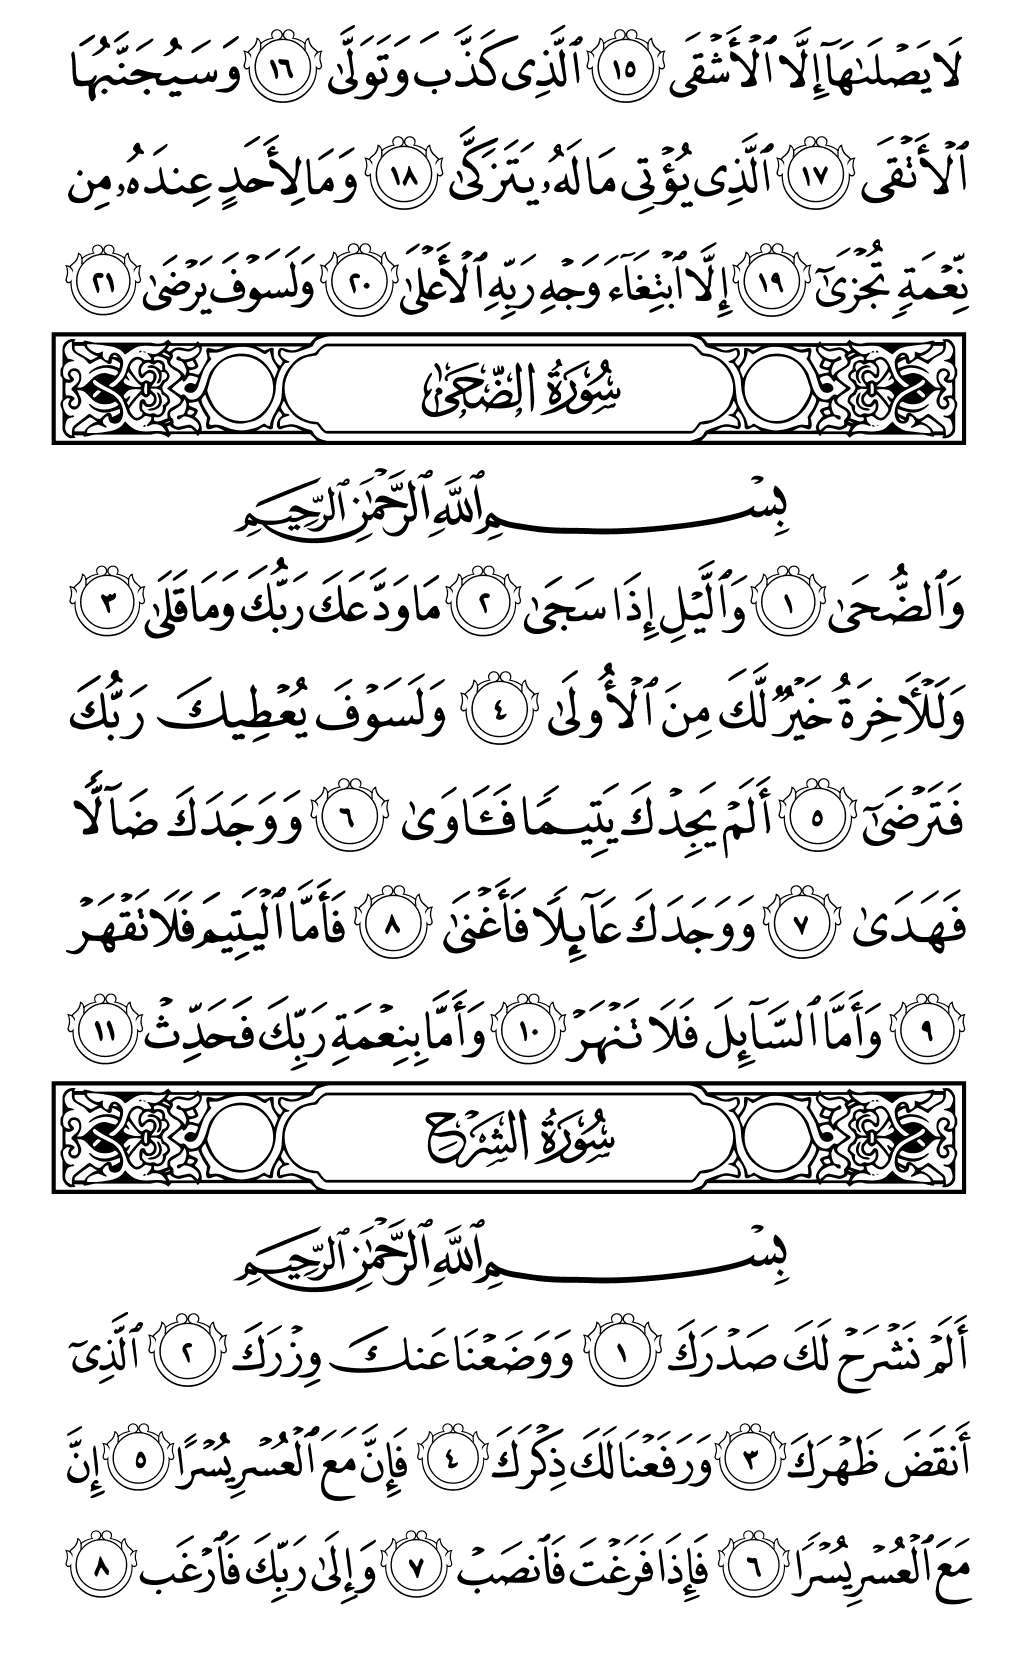 لَا يَصْلَىٰهَآ إِلَّا ٱلْأَشْقَى ١٥ ٱلَّذِى كَذَّبَ وَتَوَلَّىٰ ١٦ وَسَيُجَنَّبُهَا
ٱلْأَتْقَى ١٧ ٱلَّذِى يُؤْتِى مَالَهُۥ يَتَزَكَّىٰ ١٨ وَمَا لِأَحَدٍ عِندَهُۥ مِن
نِّعْمَةٍ تُجْزَىٰٓ ١٩ إِلَّا ٱبْتِغَآءَ وَجْهِ رَبِّهِ ٱلْأَعْلَىٰ ٢٠ وَلَسَوْفَ يَرْضَىٰ ٢١
سُورَةُ الضُّحَىٰ
بِسْمِ ٱللَّهِ ٱلرَّحْمَٰنِ ٱلرَّحِيمِ
وَٱلضُّحَىٰ ١ وَٱلَّيْلِ إِذَا سَجَىٰ ٢ مَا وَدَّعَكَ رَبُّكَ وَمَا قَلَىٰ ٣
وَلَلْـَٔاخِرَةُ خَيْرٌ لَّكَ مِنَ ٱلْأُولَىٰ ٤ وَلَسَوْفَ يُعْطِيكَ رَبُّكَ
فَتَرْضَىٰٓ ٥ أَلَمْ يَجِدْكَ يَتِيمًا فَـَٔاوَىٰ ٦ وَوَجَدَكَ ضَآلًّا
فَهَدَىٰ ٧ وَوَجَدَكَ عَآئِلًا فَأَغْنَىٰ ٨ فَأَمَّا ٱلْيَتِيمَ فَلَا تَقْهَرْ
٩ وَأَمَّا ٱلسَّآئِلَ فَلَا تَنْهَرْ ١٠ وَأَمَّا بِنِعْمَةِ رَبِّكَ فَحَدِّثْ ١١
سُورَةُ الشَّرْحِ
بِسْمِ ٱللَّهِ ٱلرَّحْمَٰنِ ٱلرَّحِيمِ
أَلَمْ نَشْرَحْ لَكَ صَدْرَكَ ١ وَوَضَعْنَا عَنكَ وِزْرَكَ ٢ ٱلَّذِىٓ
أَنقَضَ ظَهْرَكَ ٣ وَرَفَعْنَا لَكَ ذِكْرَكَ ٤ فَإِنَّ مَعَ ٱلْعُسْرِ يُسْرًا ٥ إِنَّ
مَعَ ٱلْعُسْرِ يُسْرًا ٦ فَإِذَا فَرَغْتَ فَٱنصَبْ ٧ وَإِلَىٰ رَبِّكَ فَٱرْغَب ٨